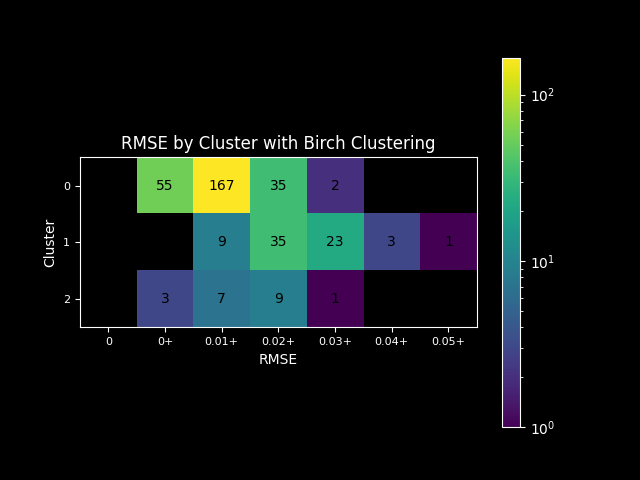 RMSE by Cluster with Birch Clustering
10²
0 55 167 35 2
Cluster
1 9 35 23 3 1
10¹
2 3 7 9 1
0 0+ 0.01+ 0.02+ 0.03+ 0.04+ 0.05+
RMSE
10⁰